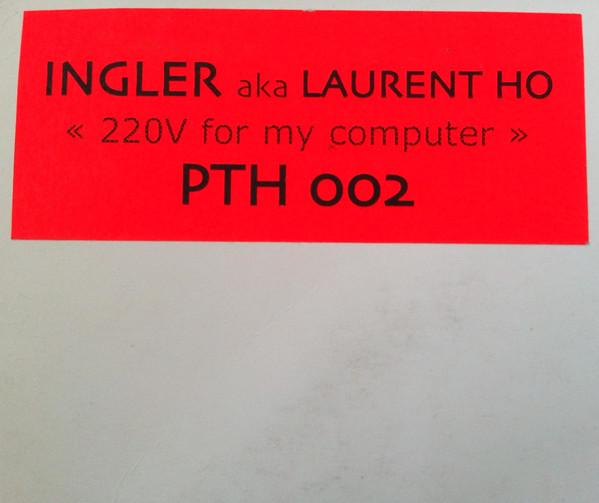 INGLER aka LAURENT HO
« 220V for my computer »
PTH 002